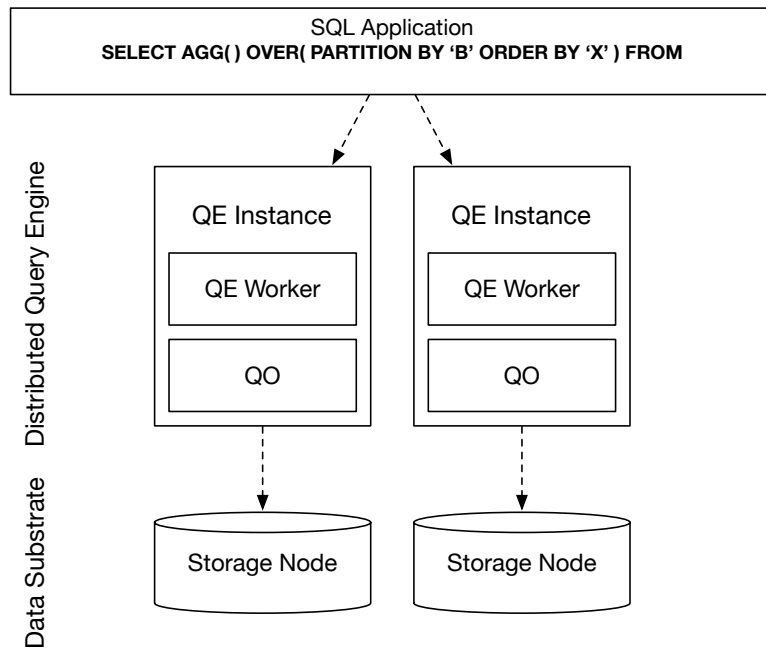 SQL Application
SELECT AGG( ) OVER( PARTITION BY ‘B’ ORDER BY ‘X’ ) FROM
Distributed Query Engine
QE Instance
QE Worker
QO
QE Instance
QE Worker
QO
Data Substrate
Storage Node
Storage Node